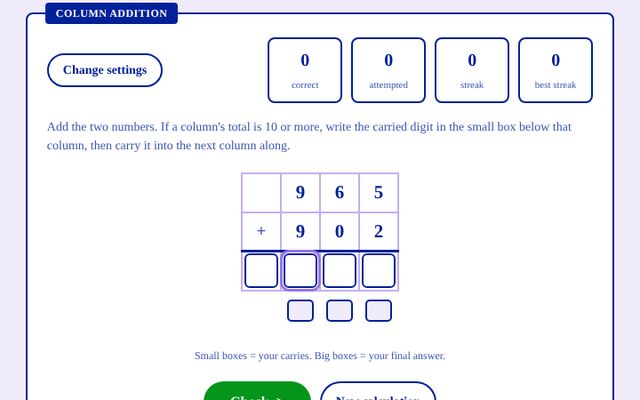 COLUMN ADDITION
Change settings
0 correct
0 attempted
0 streak
0 best streak
Add the two numbers. If a column's total is 10 or more, write the carried digit in the small box below that
column, then carry it into the next column along.
9 6 5
+ 9 0 2
Small boxes = your carries. Big boxes = your final answer.